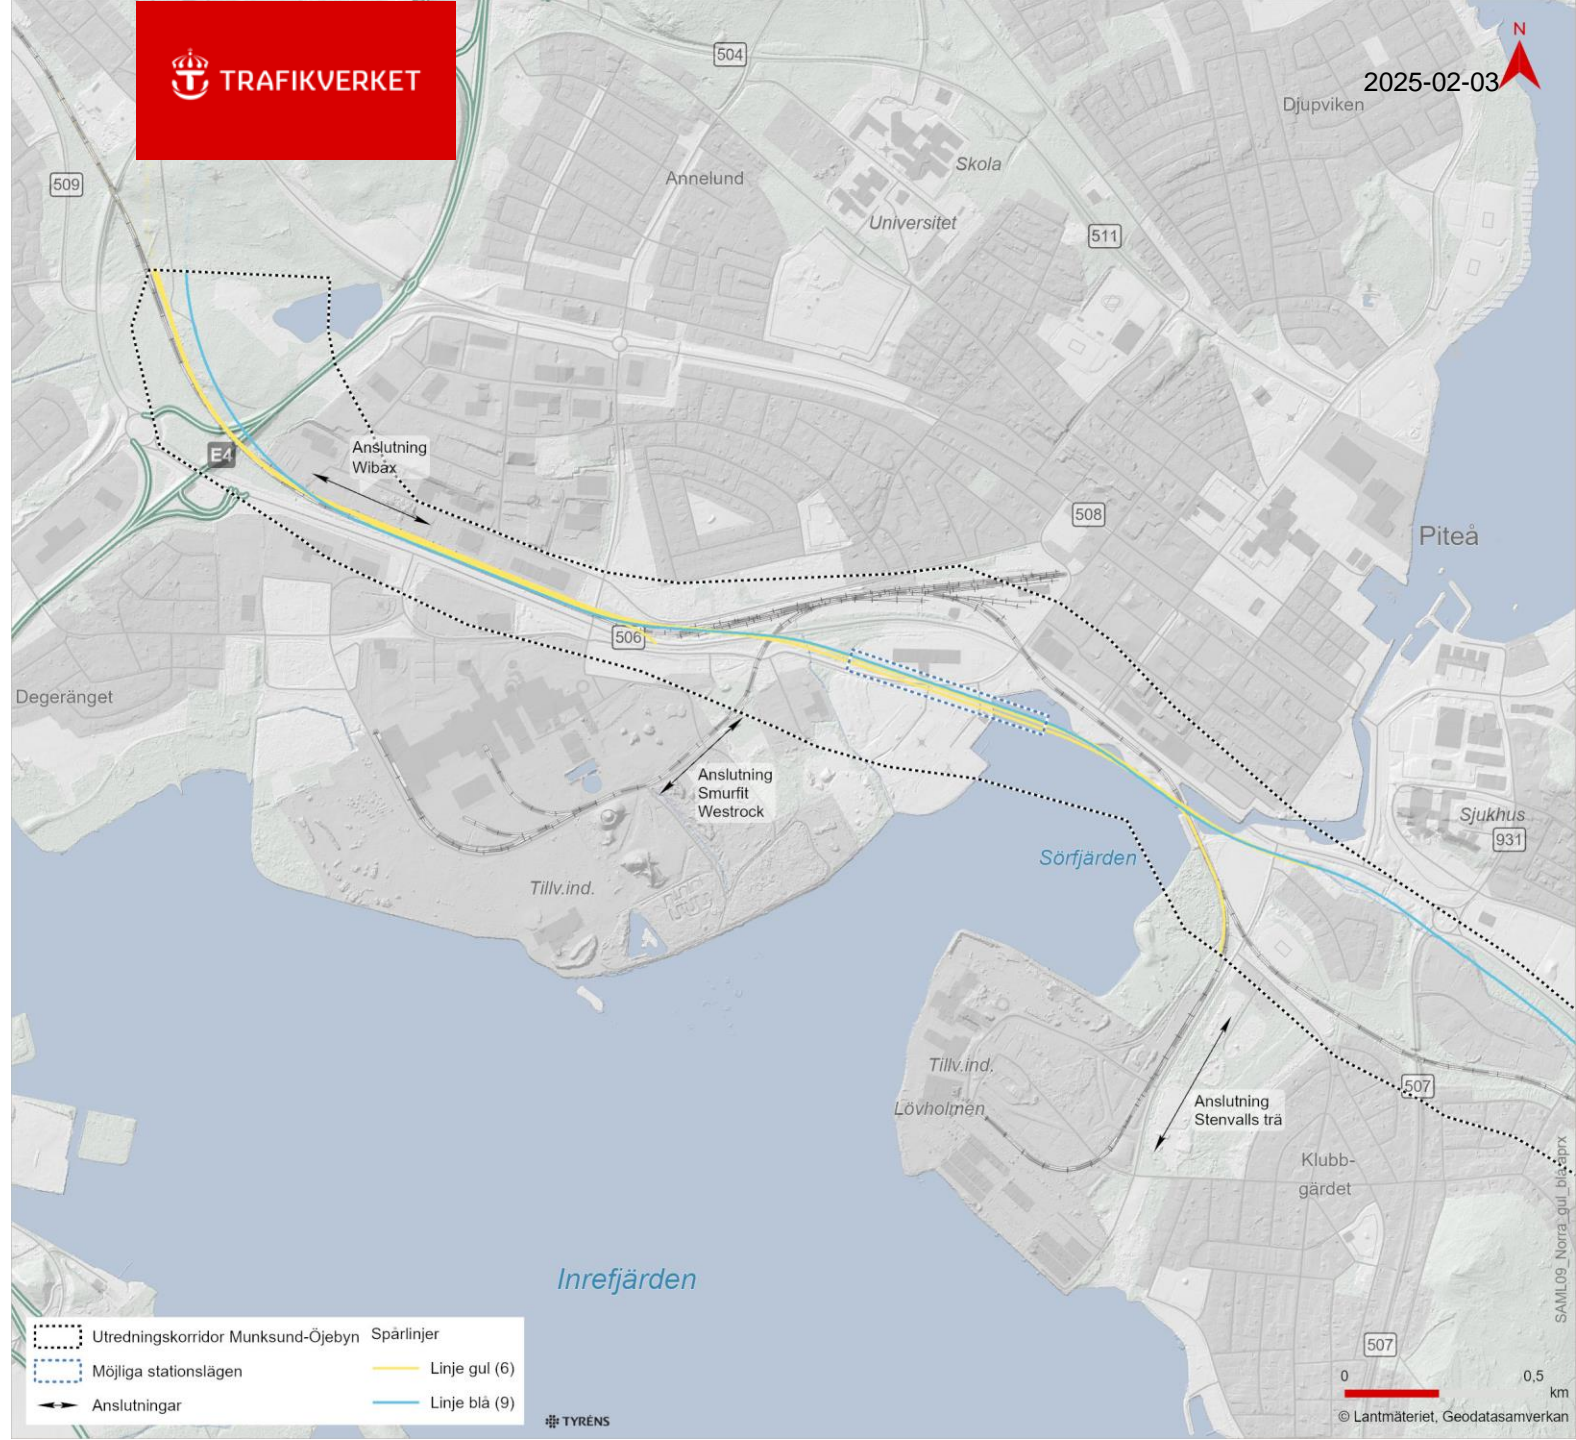 TRAFIKVERKET
504
N
2025-02-03
Djupviken
509
Annelund
Skola
Universitet
511
Anslutning
Wibax
E4
508
Piteå
506
Degeränget
Anslutning
Smurfit
Westrock
Sjukhus
931
Sörfjärden
Tillv.ind.
Tillv.ind.
Lövholmen
507
Anslutning
Stenvalls trä
Klubb-
gärdet
SAML09_Norra_gul_blå.aprx
Inrefjärden
507
Utredningskorridor Munksund-Öjebyn
Möjliga stationslägen
Anslutningar
Spårlinjer
Linje gul (6)
Linje blå (9)
TYRÉNS
0 0,5
km
© Lantmäteriet, Geodatasamverkan